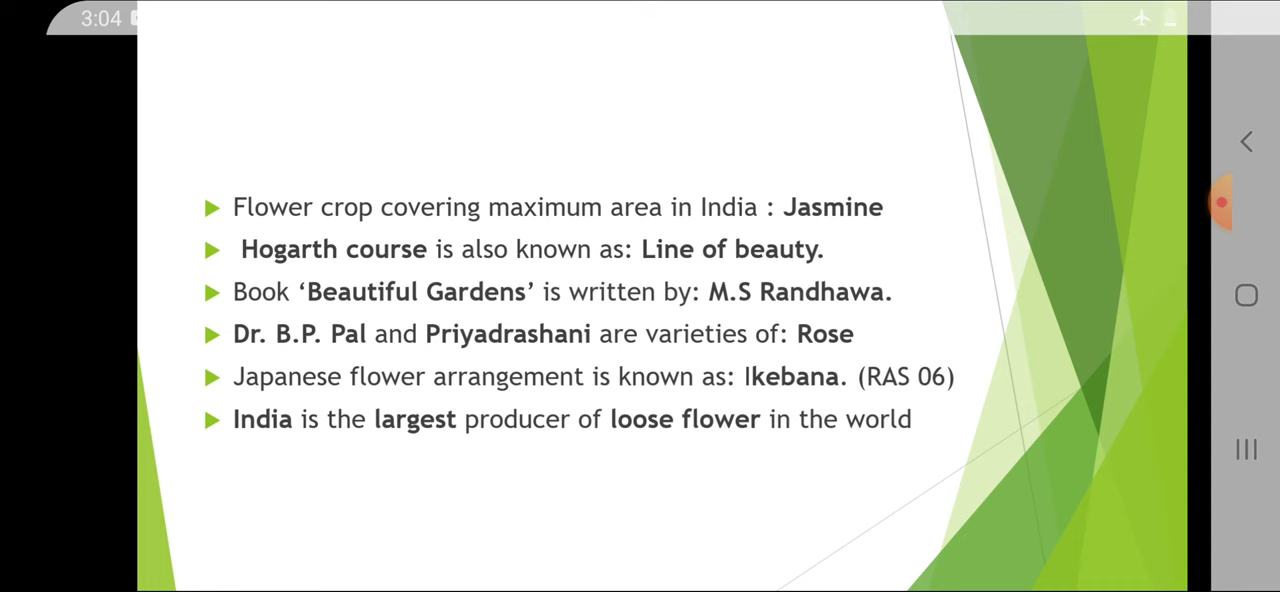 3:04
Flower crop covering maximum area in India : Jasmine
Hogarth course is also known as: Line of beauty.
Book ‘Beautiful Gardens’ is written by: M.S Randhawa.
Dr. B.P. Pal and Priyadrashani are varieties of: Rose
Japanese flower arrangement is known as: Ikebana. (RAS 06)
India is the largest producer of loose flower in the world